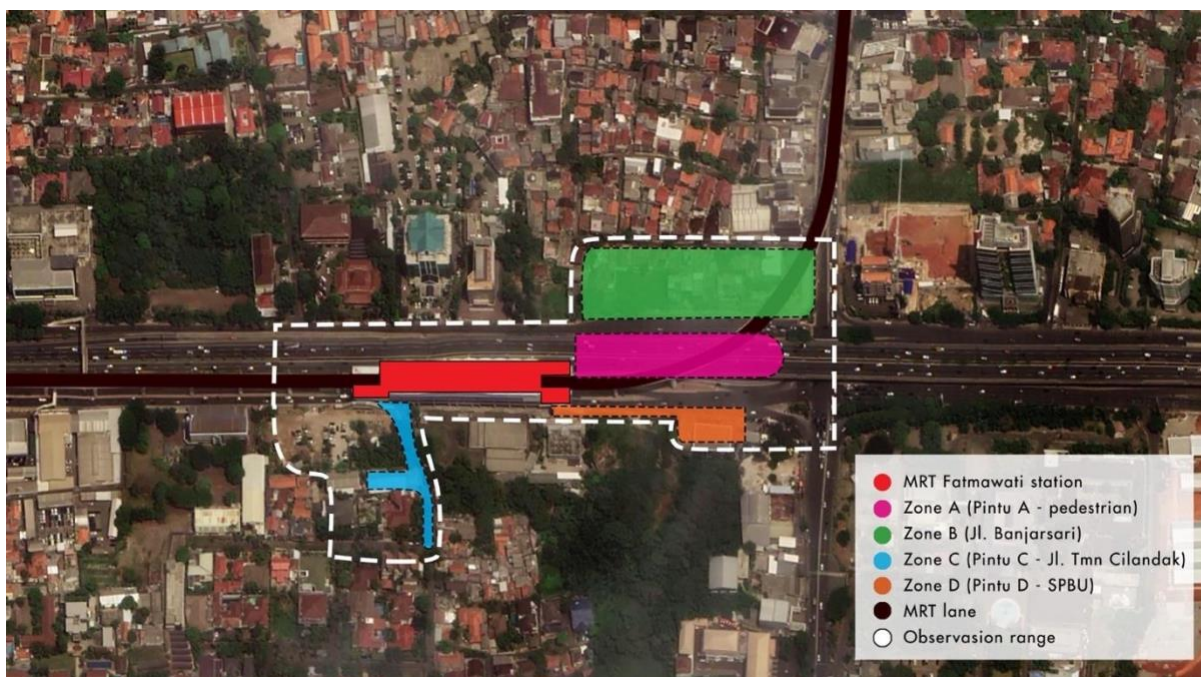 MRT Fatmawati station
Zone A (Pintu A - pedestrian)
Zone B (Jl. Banjarsari)
Zone C (Pintu C - Jl. Tmn Cilandak)
Zone D (Pintu D - SPBU)
MRT lane
Observasion range